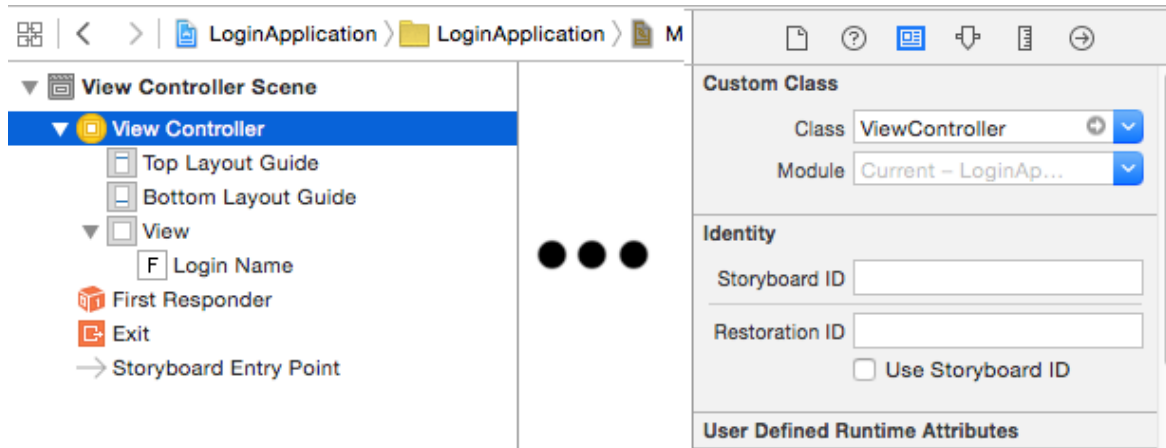 LoginApplication LoginApplication M
View Controller Scene
View Controller
Top Layout Guide
Bottom Layout Guide
View
F Login Name
First Responder
Exit
Storyboard Entry Point
Custom Class
Class ViewController
Module Current – LoginAp...
Identity
Storyboard ID
Restoration ID
Use Storyboard ID
User Defined Runtime Attributes